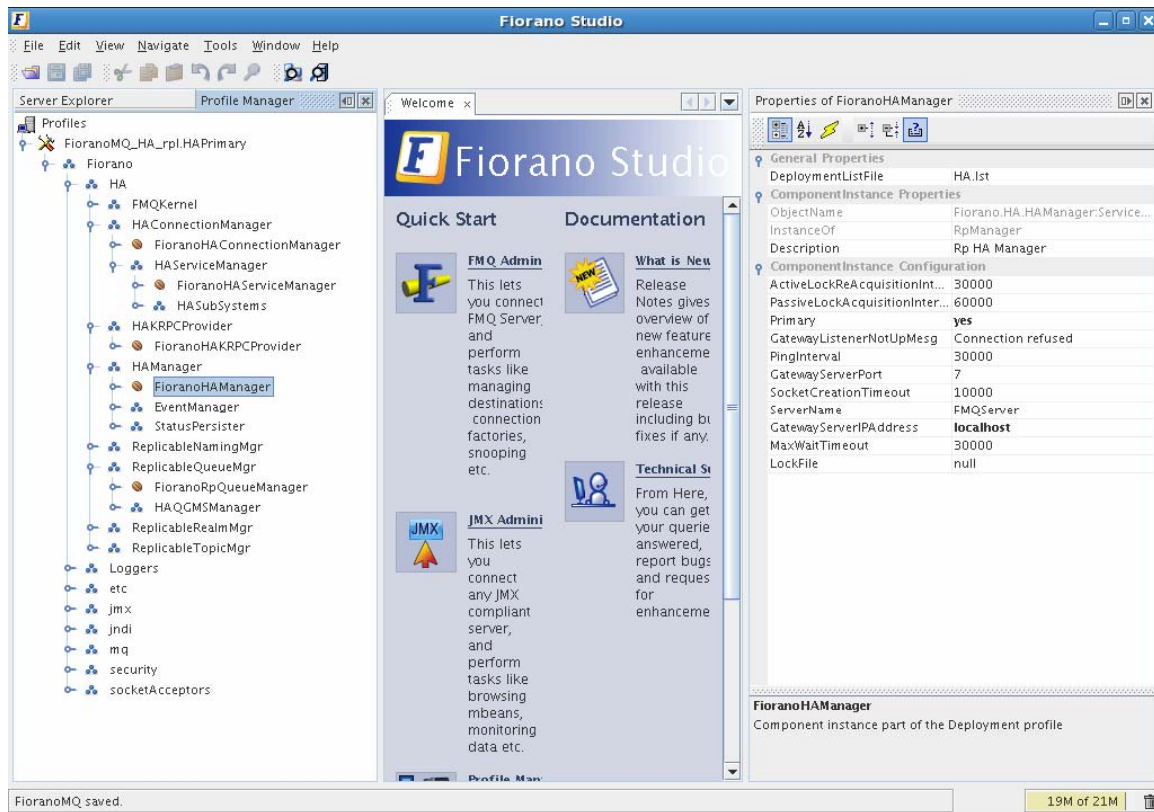 Fiorano Studio
File Edit View Navigate Tools Window Help
Server Explorer
Profile Manager
Profiles
FioranoMQ_HA_rpl.HAPrimary
Fiorano
HA
FMQKernel
HAConnectionManager
FioranoHAConnectionManager
HAServiceManager
FioranoHAServiceManager
HASubSystems
HAKRPCProvider
FioranoHAKRPCProvider
HAManager
FioranoHAManager
EventManager
StatusPersister
ReplicableNamingMgr
ReplicableQueueMgr
FioranoRpQueueManager
HAQGMSManager
ReplicableRealmMgr
ReplicableTopicMgr
Loggers
etc
jmx
jndi
mq
security
socketAcceptors
Welcome
Fiorano Studio
Quick Start
FMQ Admin
This lets
you connect
FMQ Server,
and
perform
tasks like
managing
destinations
connection
factories,
snooping
etc.
JMX Admini
This lets
you
connect
any JMX
compliant
server,
and
perform
tasks like
browsing
mbeans,
monitoring
data etc.
Profile Man
Documentation
What is New
Release
Notes gives
overview of
new feature
enhanceme
available
with this
release
including bu
fixes if any.
Technical Su
From Here,
you can get
your querie
answered,
report bugs
and reques
for
enhanceme
Properties of FioranoHAManager
General Properties
DeploymentListFile HA.lst
ComponentInstance Properties
ObjectName Fiorano.HA.HAManager:Service...
InstanceOf RpManager
Description Rp HA Manager
ComponentInstance Configuration
ActiveLockReAcquisitionInt... 30000
PassiveLockAcquisitionInter... 60000
Primary yes
GatewayListenerNotUpMesg Connection refused
PingInterval 30000
GatewayServerPort 7
SocketCreationTimeout 10000
ServerName FMQServer
GatewayServerIPAddress localhost
MaxWaitTimeout 30000
LockFile null
FioranoHAManager
Component instance part of the Deployment profile
FioranoMQ saved.
19M of 21M